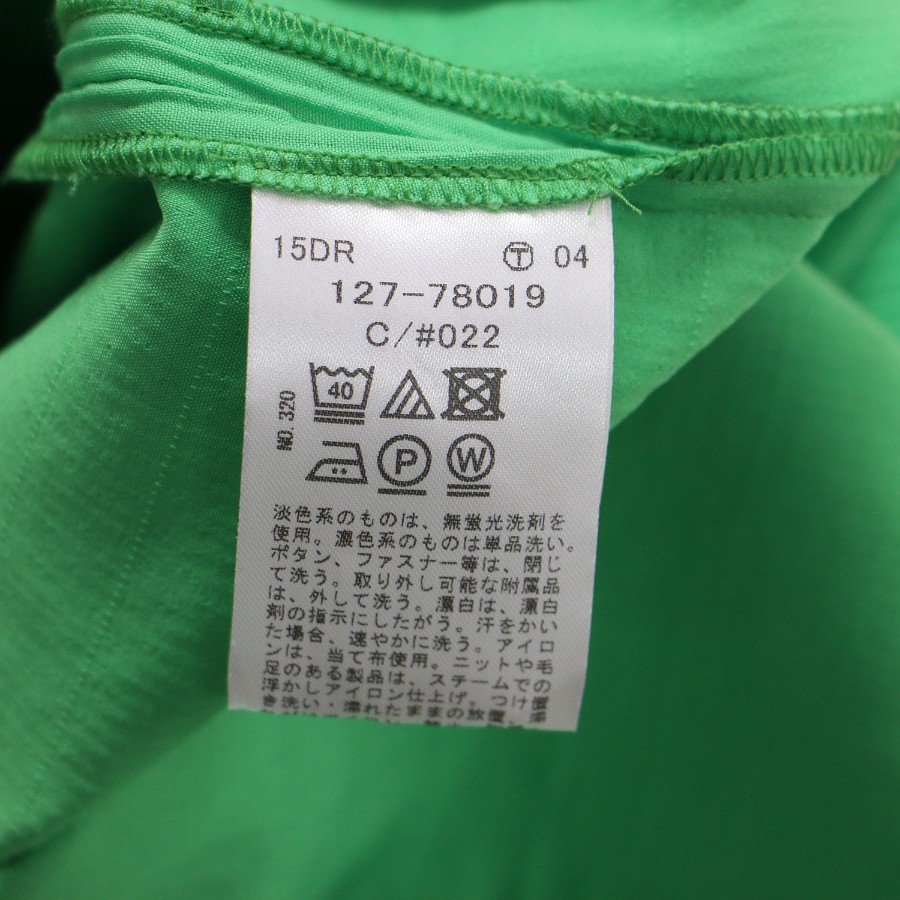 15DR Ⓣ 04
127-78019
C/#022
NO.320
40
P W
淡色系のものは、無蛍光洗剤を
使用。濃色系のものは単品洗い。
ボタン、ファスナー等は、閉じ
て洗う。取り外し可能な附属品
は、外して洗う。漂白は、漂白
剤の指示にしたがう。汗をかい
た場合、速やかに洗う。アイロ
ンは、当て布使用。ニットや毛
足のある製品は、スチームでの
浮かしアイロン仕上げ。つけ置
き洗い・濡れたままの放置、